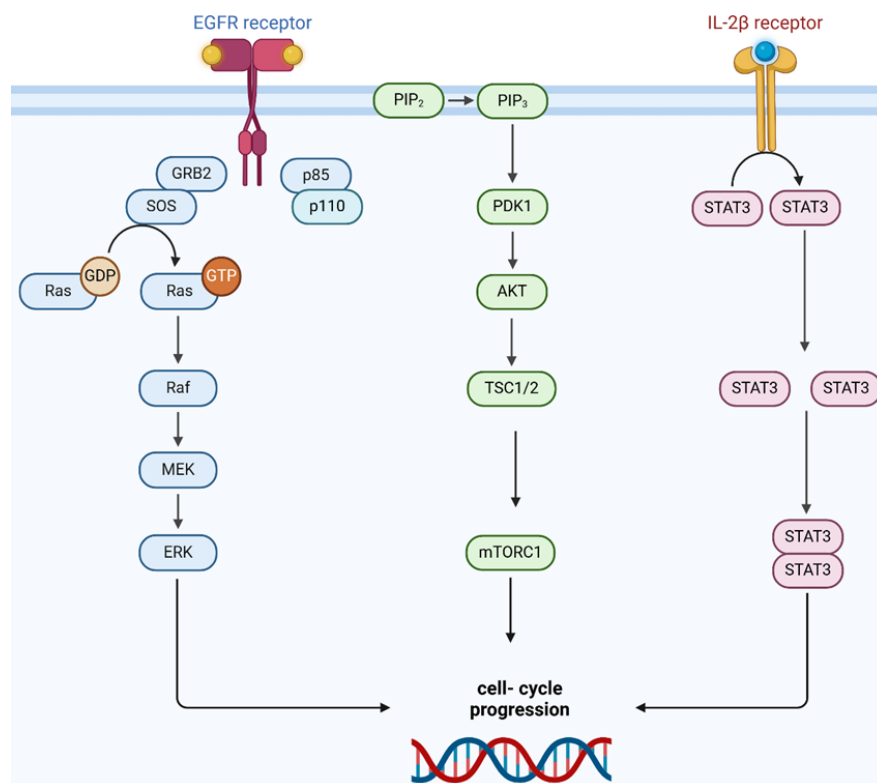 EGFR receptor
IL-2β receptor
PIP₂
PIP₃
GRB2
SOS
p85
p110
PDK1
STAT3
STAT3
GDP
Ras
GTP
Ras
AKT
Raf
TSC1/2
STAT3
STAT3
MEK
ERK
mTORC1
STAT3
STAT3
cell- cycle
progression